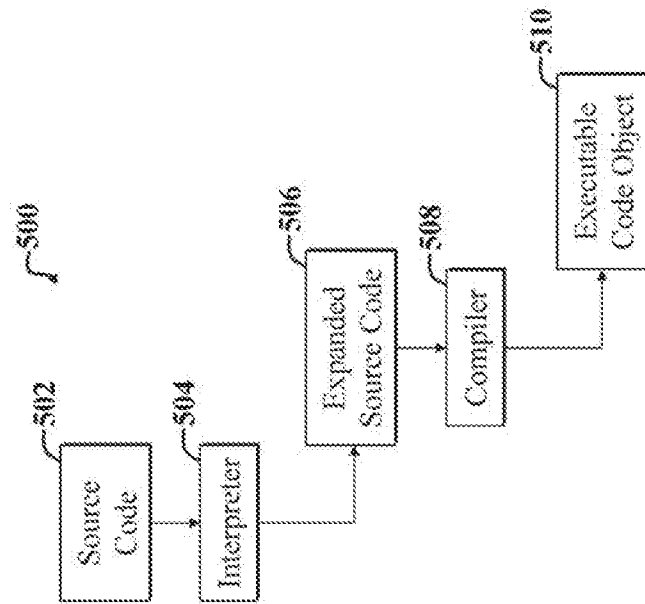 500
502
Source
Code
504
Interpreter
506
Expanded
Source Code
508
Compiler
510
Executable
Code Object